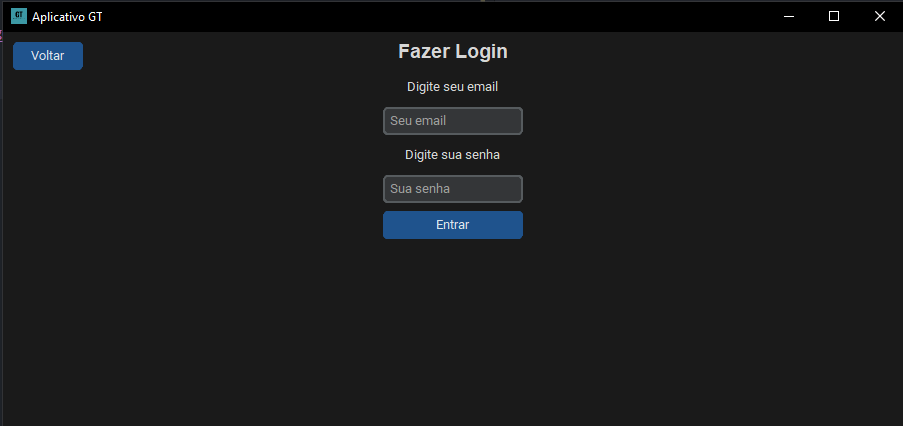 GT Aplicativo GT
Voltar
Fazer Login
Digite seu email
Seu email
Digite sua senha
Sua senha
Entrar